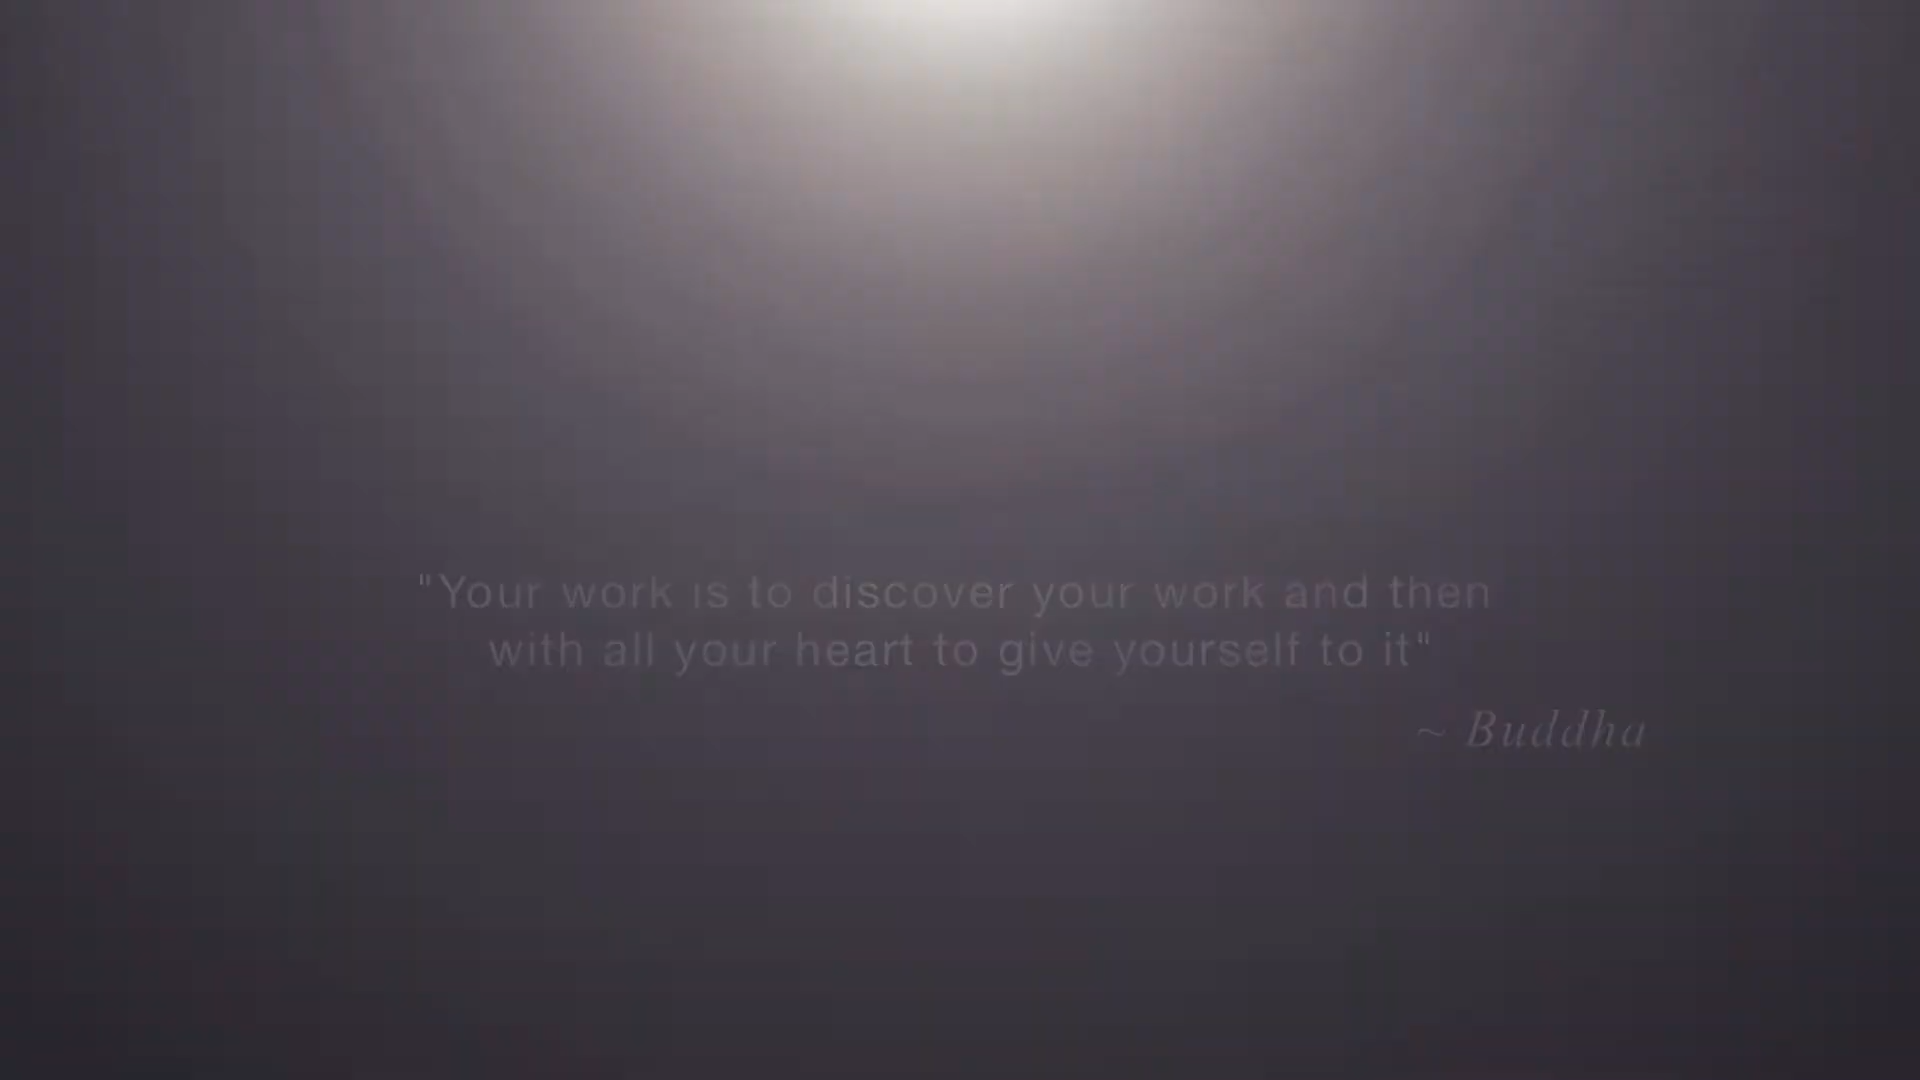 "Your work is to discover your work and then
with all your heart to give yourself to it"
~ Buddha